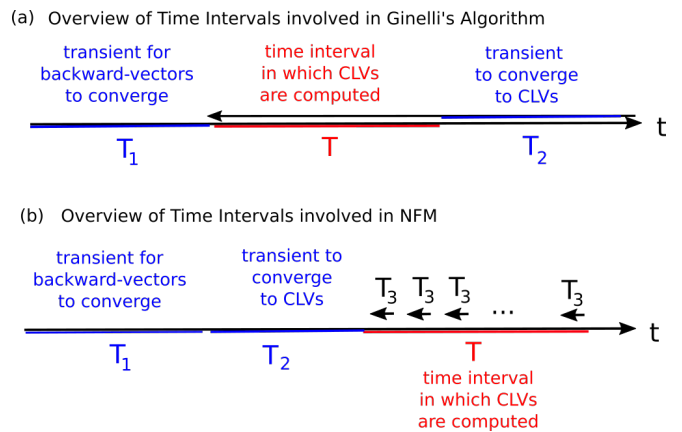 (a) Overview of Time Intervals involved in Ginelli's Algorithm
transient for
backward-vectors
to converge
time interval
in which CLVs
are computed
transient
to converge
to CLVs
t
T1
T
T2
(b) Overview of Time Intervals involved in NFM
transient for
backward-vectors
to converge
transient to
converge
to CLVs
T3 T3 T3 ... T3
t
T1
T2
T
time interval
in which CLVs
are computed